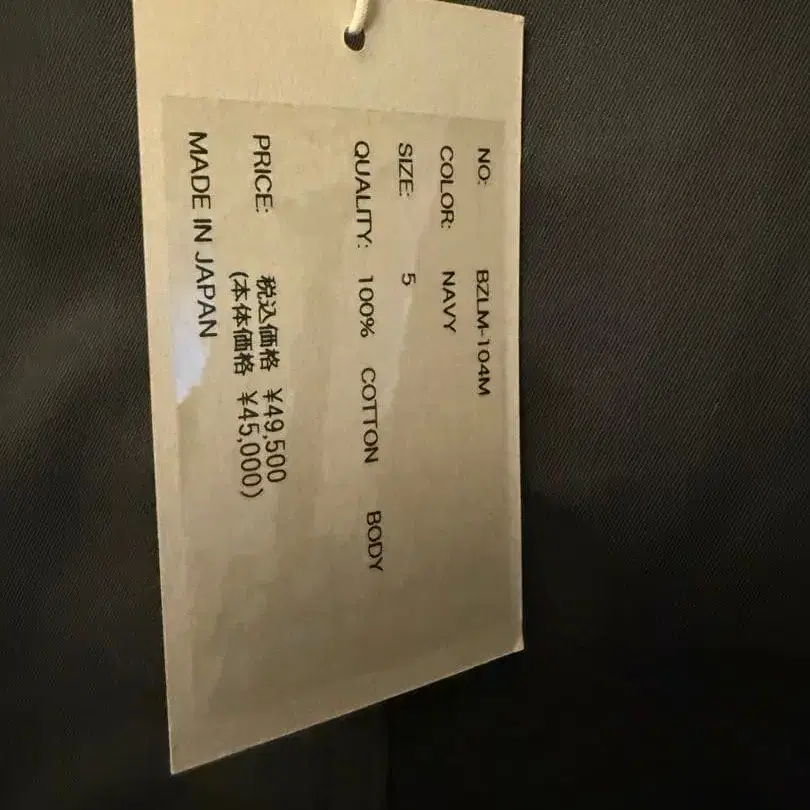 NO: BZLM-104M
COLOR: NAVY
SIZE: 5
QUALITY: 100% COTTON BODY
PRICE: 税込価格 ¥49,500
(本体価格 ¥45,000)
MADE IN JAPAN